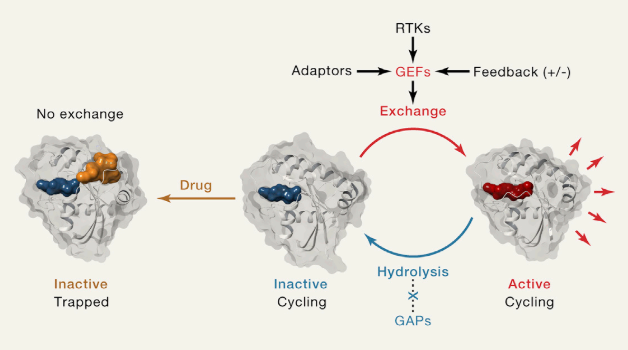 RTKs
Adaptors
GEFs
Feedback (+/-)
Exchange
No exchange
Drug
Hydrolysis
X
GAPs
Inactive
Trapped
Inactive
Cycling
Active
Cycling